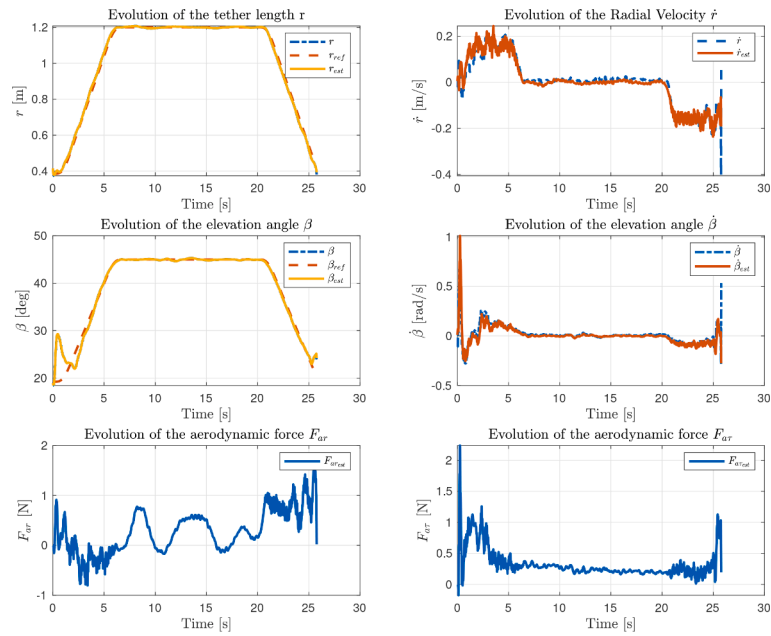 Evolution of the tether length r
r [m]
1.2
1
0.8
0.6
0.4
0 5 10 15 20 25 30
Time [s]
r
r_ref
r_est
Evolution of the Radial Velocity ṙ
ṙ [m/s]
0.2
0
-0.2
-0.4
0 5 10 15 20 25 30
Time [s]
ṙ
ṙ_est
Evolution of the elevation angle β
β [deg]
50
40
30
20
0 5 10 15 20 25 30
Time [s]
β
β_ref
β_est
Evolution of the elevation angle β̇
β̇ [rad/s]
1
0.5
0
-0.5
0 5 10 15 20 25 30
Time [s]
β̇
β̇_est
Evolution of the aerodynamic force F_ar
F_ar [N]
2
1
0
-1
0 5 10 15 20 25 30
Time [s]
F_ar_est
Evolution of the aerodynamic force F_aτ
F_aτ [N]
2
1.5
1
0.5
0
0 5 10 15 20 25 30
Time [s]
F_aτ_est